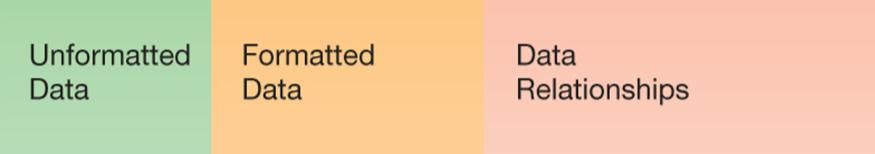 Unformatted
Data
Formatted
Data
Data
Relationships